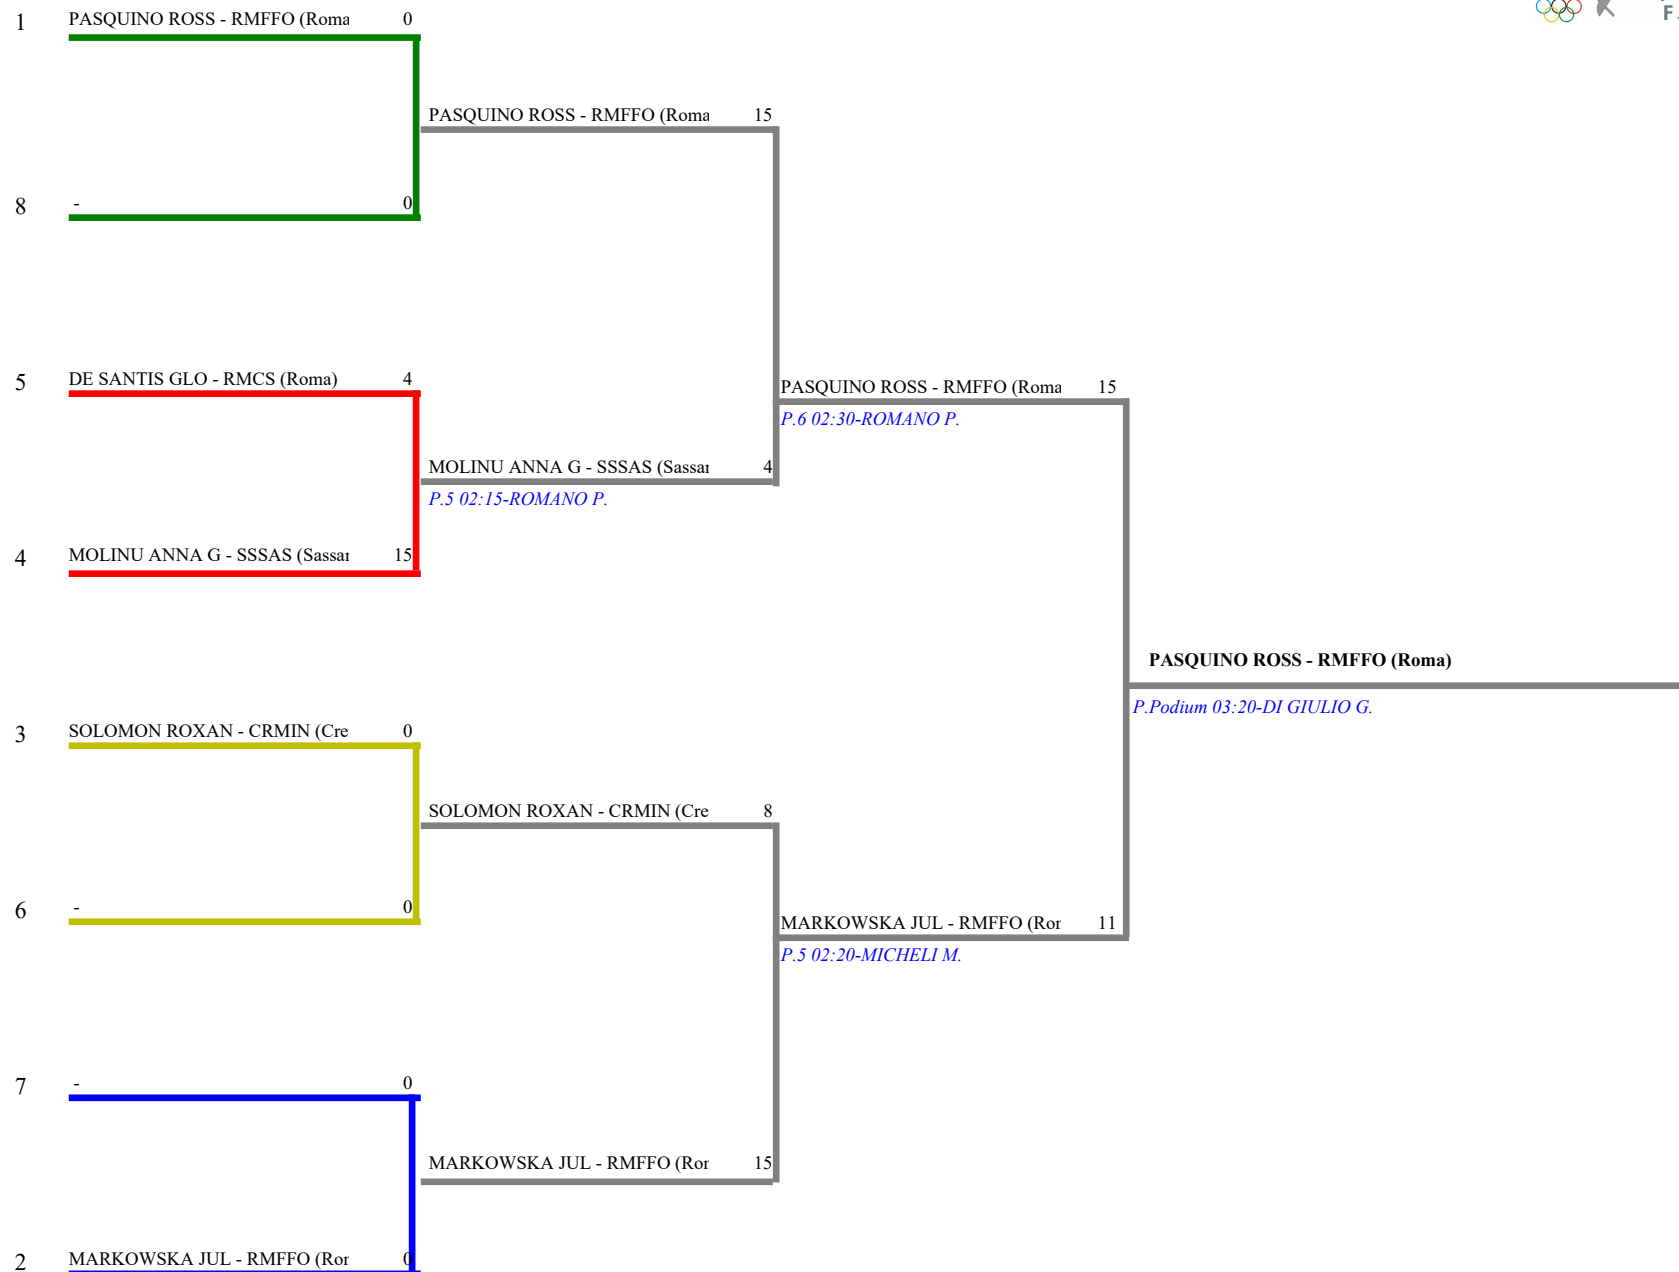 1 PASQUINO ROSS - RMFFO (Roma 0
F
PASQUINO ROSS - RMFFO (Roma 15
8 - 0
5 DE SANTIS GLO - RMCS (Roma) 4
PASQUINO ROSS - RMFFO (Roma 15
P.6 02:30-ROMANO P.
MOLINU ANNA G - SSSAS (Sassar 4
P.5 02:15-ROMANO P.
4 MOLINU ANNA G - SSSAS (Sassar 15
PASQUINO ROSS - RMFFO (Roma)
P.Podium 03:20-DI GIULIO G.
3 SOLOMON ROXAN - CRMIN (Cre 0
SOLOMON ROXAN - CRMIN (Cre 8
6 - 0
MARKOWSKA JUL - RMFFO (Ror 11
P.5 02:20-MICHELI M.
7 - 0
MARKOWSKA JUL - RMFFO (Ror 15
2 MARKOWSKA JUL - RMFFO (Ror 0